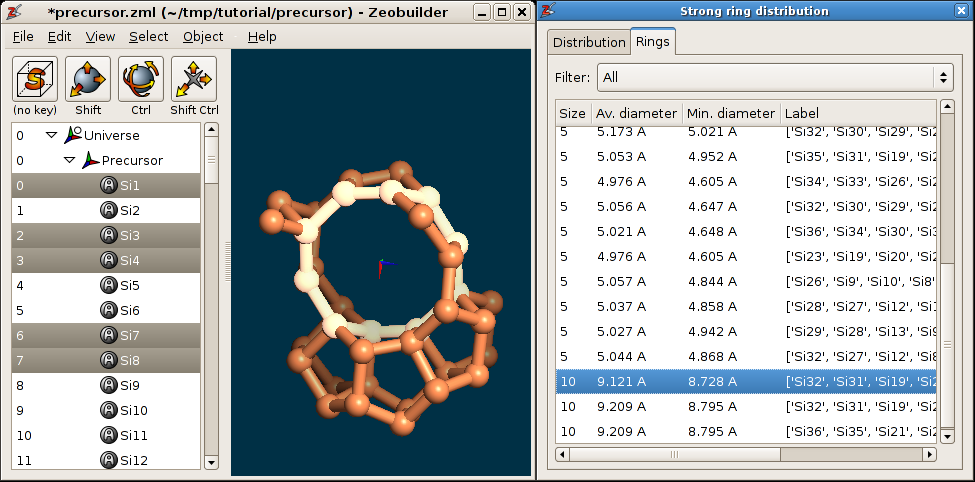 *precursor.zml (~/tmp/tutorial/precursor) - Zeobuilder
File Edit View Select Object Help
(no key) Shift Ctrl Shift Ctrl
0 Universe
0 Precursor
0 Si1
1 Si2
2 Si3
3 Si4
4 Si5
5 Si6
6 Si7
7 Si8
8 Si9
9 Si10
10 Si11
11 Si12
Strong ring distribution
Distribution Rings
Filter: All
Size Av. diameter Min. diameter Label
5 5.173 A 5.021 A ['Si32', 'Si30', 'Si29', 'Si2
5 5.053 A 4.952 A ['Si35', 'Si31', 'Si19', 'Si2
5 4.976 A 4.605 A ['Si34', 'Si33', 'Si26', 'Si2
5 5.056 A 4.647 A ['Si32', 'Si30', 'Si29', 'Si2
5 5.021 A 4.648 A ['Si36', 'Si34', 'Si30', 'Si3
5 4.976 A 4.605 A ['Si23', 'Si19', 'Si20', 'Si2
5 5.057 A 4.844 A ['Si26', 'Si9', 'Si10', 'Si8'
5 5.037 A 4.858 A ['Si28', 'Si27', 'Si12', 'Si1
5 5.027 A 4.942 A ['Si29', 'Si28', 'Si13', 'Si9
5 5.044 A 4.868 A ['Si32', 'Si27', 'Si12', 'Si8
10 9.121 A 8.728 A ['Si32', 'Si31', 'Si19', 'Si2
10 9.209 A 8.795 A ['Si32', 'Si31', 'Si19', 'Si2
10 9.209 A 8.795 A ['Si36', 'Si35', 'Si21', 'Si2